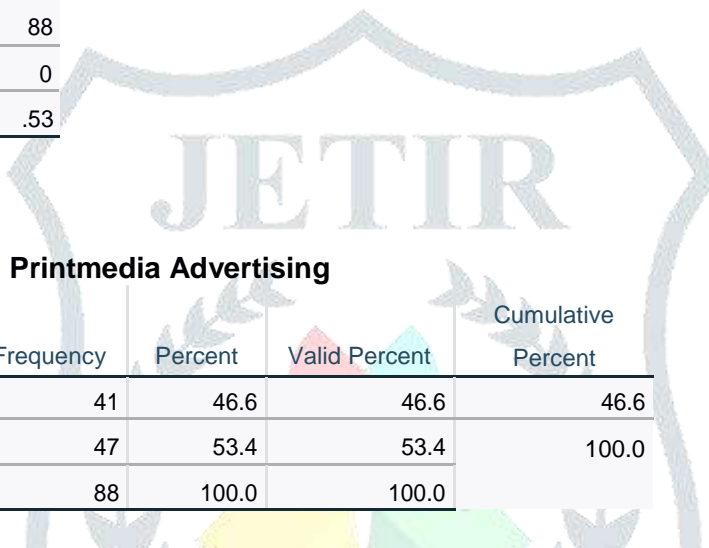 88
0
.53
JETIR
Printmedia Advertising
Frequency Percent Valid Percent Cumulative Percent
41 46.6 46.6 46.6
47 53.4 53.4 100.0
88 100.0 100.0